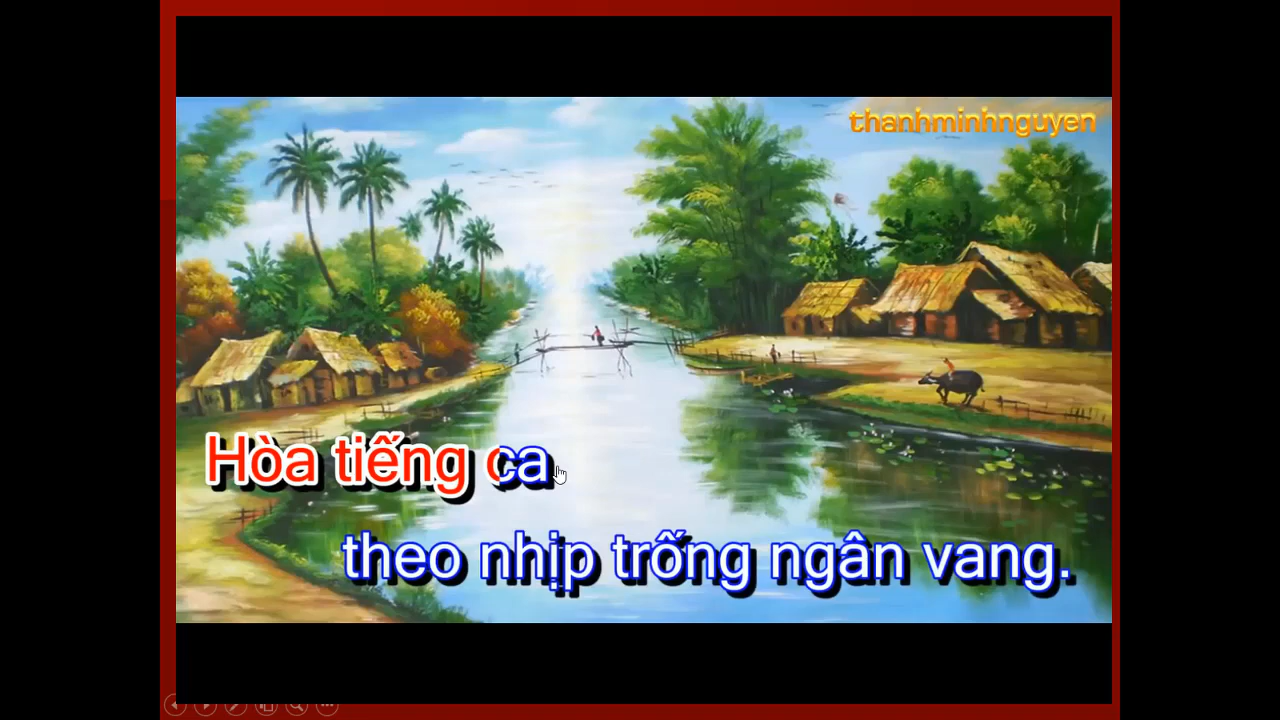 thanhminhnguyen
Hòa tiếng ca
theo nhịp trống ngân vang.